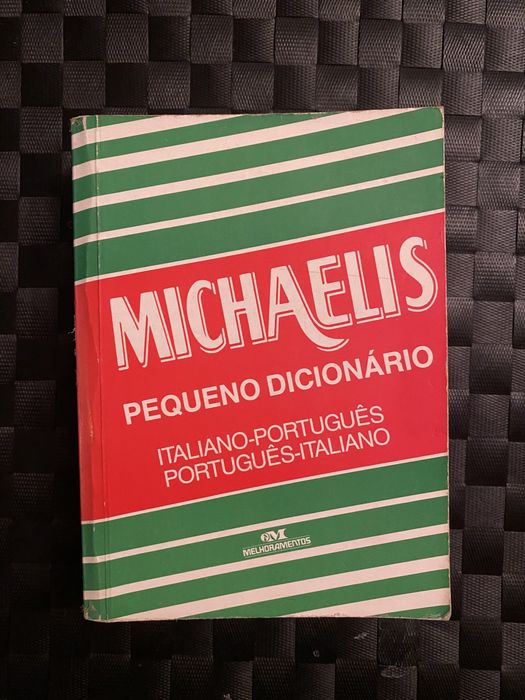 MICHAELIS
PEQUENO DICIONÁRIO
ITALIANO-PORTUGUÊS
PORTUGUÊS-ITALIANO
MELHORAMENTOS